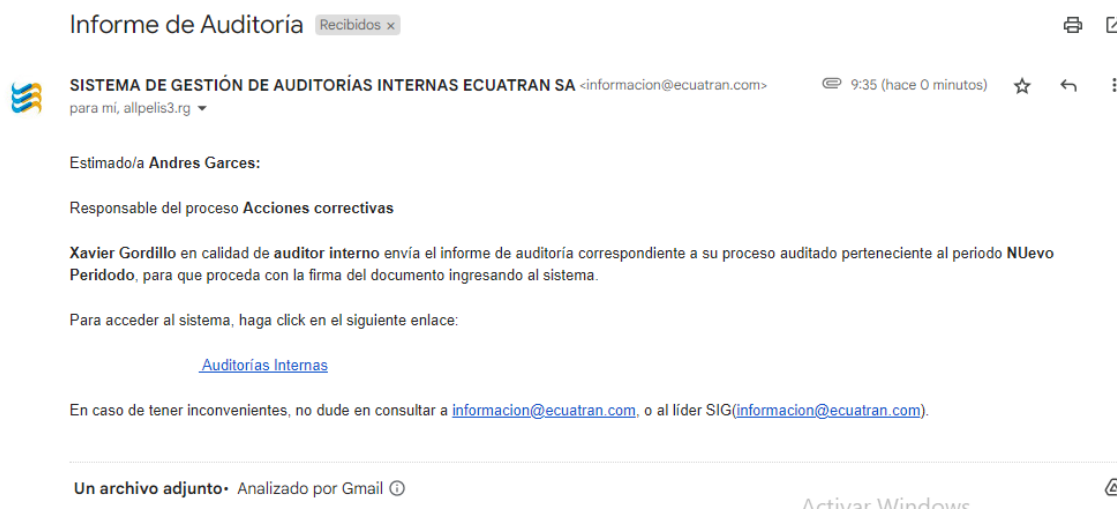 Informe de Auditoría Recibidos ×
SISTEMA DE GESTIÓN DE AUDITORÍAS INTERNAS ECUATRAN SA <informacion@ecuatran.com> 9:35 (hace 0 minutos)
para mí, allpelis3.rg
Estimado/a Andres Garces:
Responsable del proceso Acciones correctivas
Xavier Gordillo en calidad de auditor interno envía el informe de auditoría correspondiente a su proceso auditado perteneciente al periodo NUevo
Peridodo, para que proceda con la firma del documento ingresando al sistema.
Para acceder al sistema, haga click en el siguiente enlace:
Auditorías Internas
En caso de tener inconvenientes, no dude en consultar a informacion@ecuatran.com, o al líder SIG(informacion@ecuatran.com).
Un archivo adjunto • Analizado por Gmail
Activar Windows